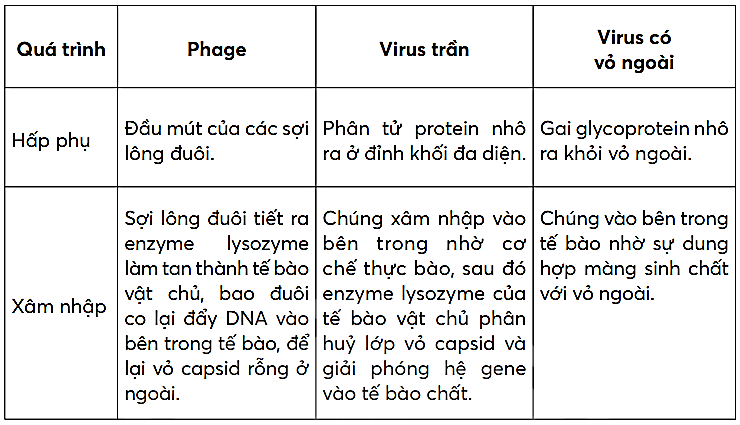 Quá trình
Phage
Virus trần
Virus có
vỏ ngoài
Hấp phụ
Đầu mút của các sợi
lông đuôi.
Phân tử protein nhô
ra ở đỉnh khối đa diện.
Gai glycoprotein nhô
ra khỏi vỏ ngoài.
Xâm nhập
Sợi lông đuôi tiết ra
enzyme lysozyme
làm tan thành tế bào
vật chủ, bao đuôi
co lại đẩy DNA vào
bên trong tế bào, để
lại vỏ capsid rỗng ở
ngoài.
Chúng xâm nhập vào
bên trong nhờ cơ
chế thực bào, sau đó
enzyme lysozyme của
tế bào vật chủ phân
huỷ lớp vỏ capsid và
giải phóng hệ gene
vào tế bào chất.
Chúng vào bên trong
tế bào nhờ sự dung
hợp màng sinh chất
với vỏ ngoài.